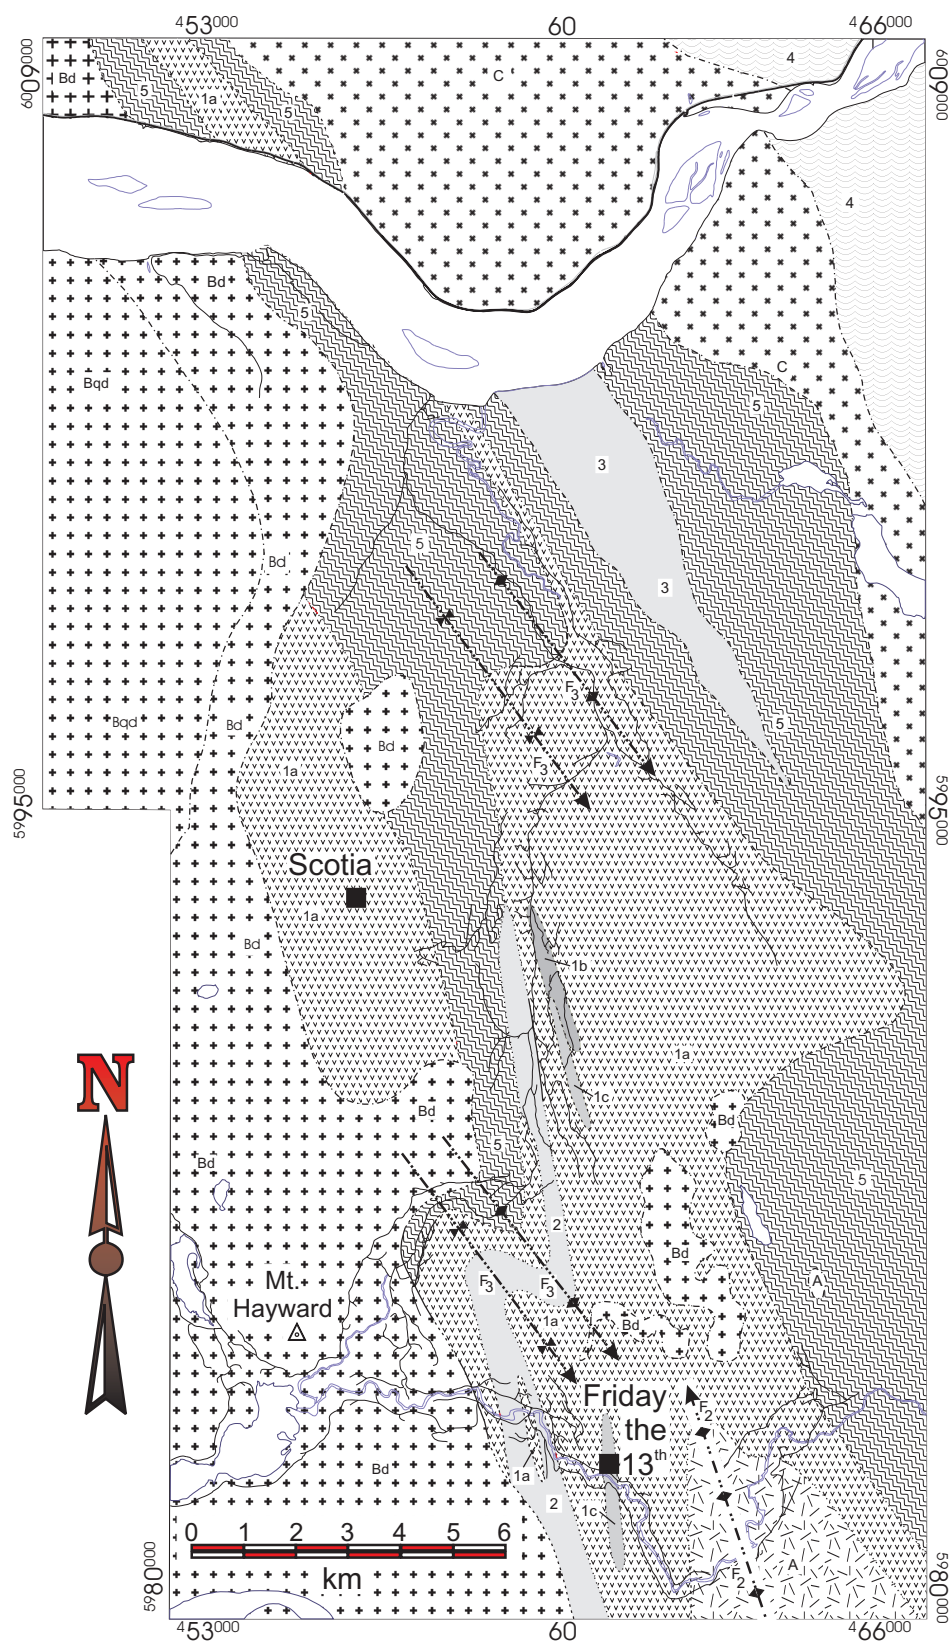 453000 60 466000
6009000
6009000
Bd
5
1a
5
C
4
4
Bd
5
Bqd
C
5
3
5
Bd
3
F3
Bqd
Bd
1a
Bd
5
F3
5995000
5995000
Scotia
1a
Bd
1b
N
1a
1c
Bd
Bd
5
Bd
5
2
Bd
A
Mt.
Hayward
F3
F3
1a
Bd
Friday
the
13th
F2
Bd
1a
2
1c
F2
A
0 1 2 3 4 5 6
km
5980000
5980000
453000 60 466000